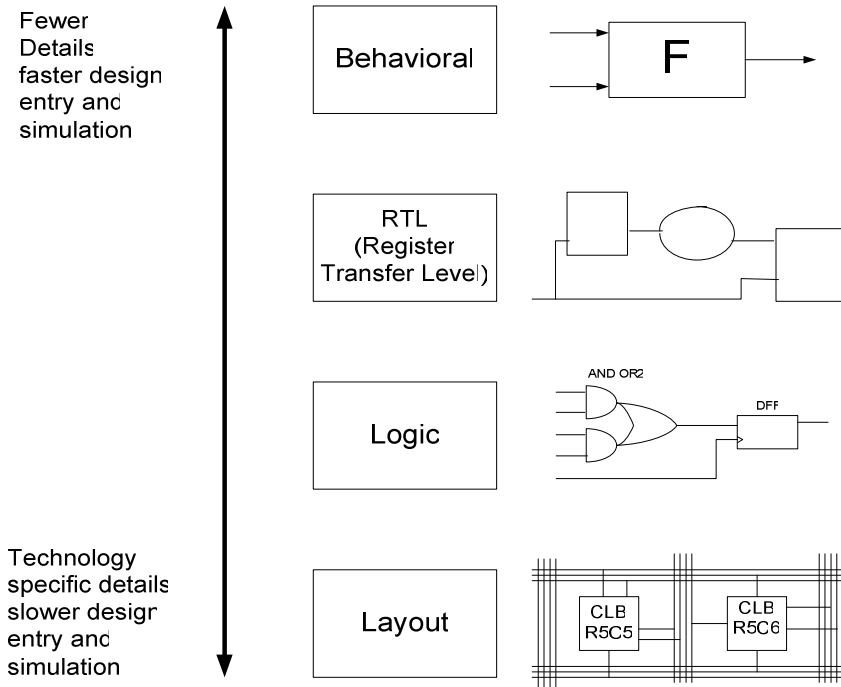 Fewer
Details
faster design
entry and
simulation
Behavioral
F
RTL
(Register
Transfer Level)
AND OR2
DFF
Logic
Technology
specific details
slower design
entry and
simulation
Layout
CLB
R5C5
CLB
R5C6